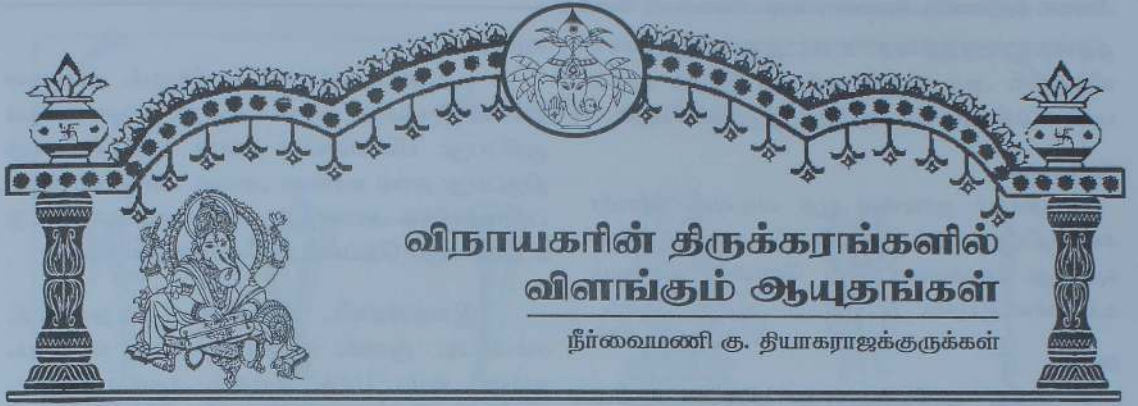 விநாயகரின் திருக்கரங்களில்
விளங்கும் ஆயுதங்கள்
நீர்வைமணி கு. தியாகராஜக்குருக்கள்